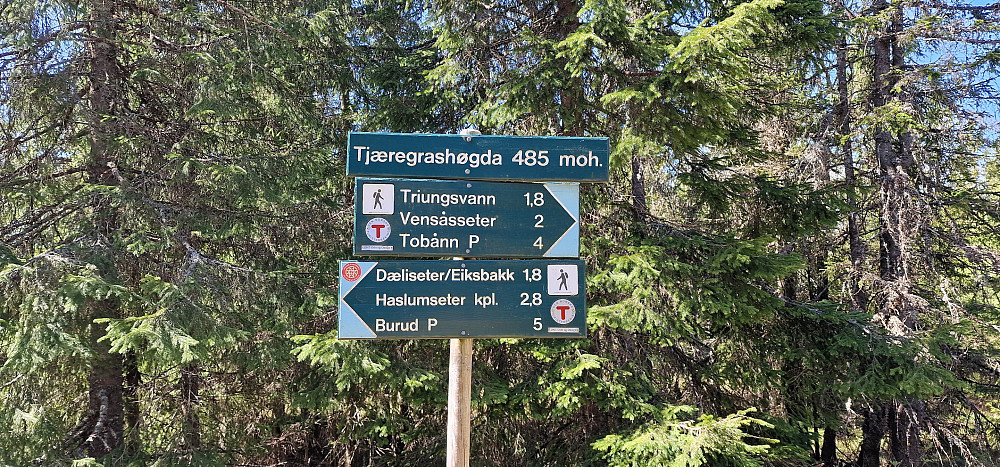 Tjæregrashøgda 485 moh.
Triungsvann 1,8
Vensåsseter 2
T
Tobånn P 4
Dæliseter/Eiksbakk 1,8
Haslumseter kpl. 2,8
T
Burud P 5